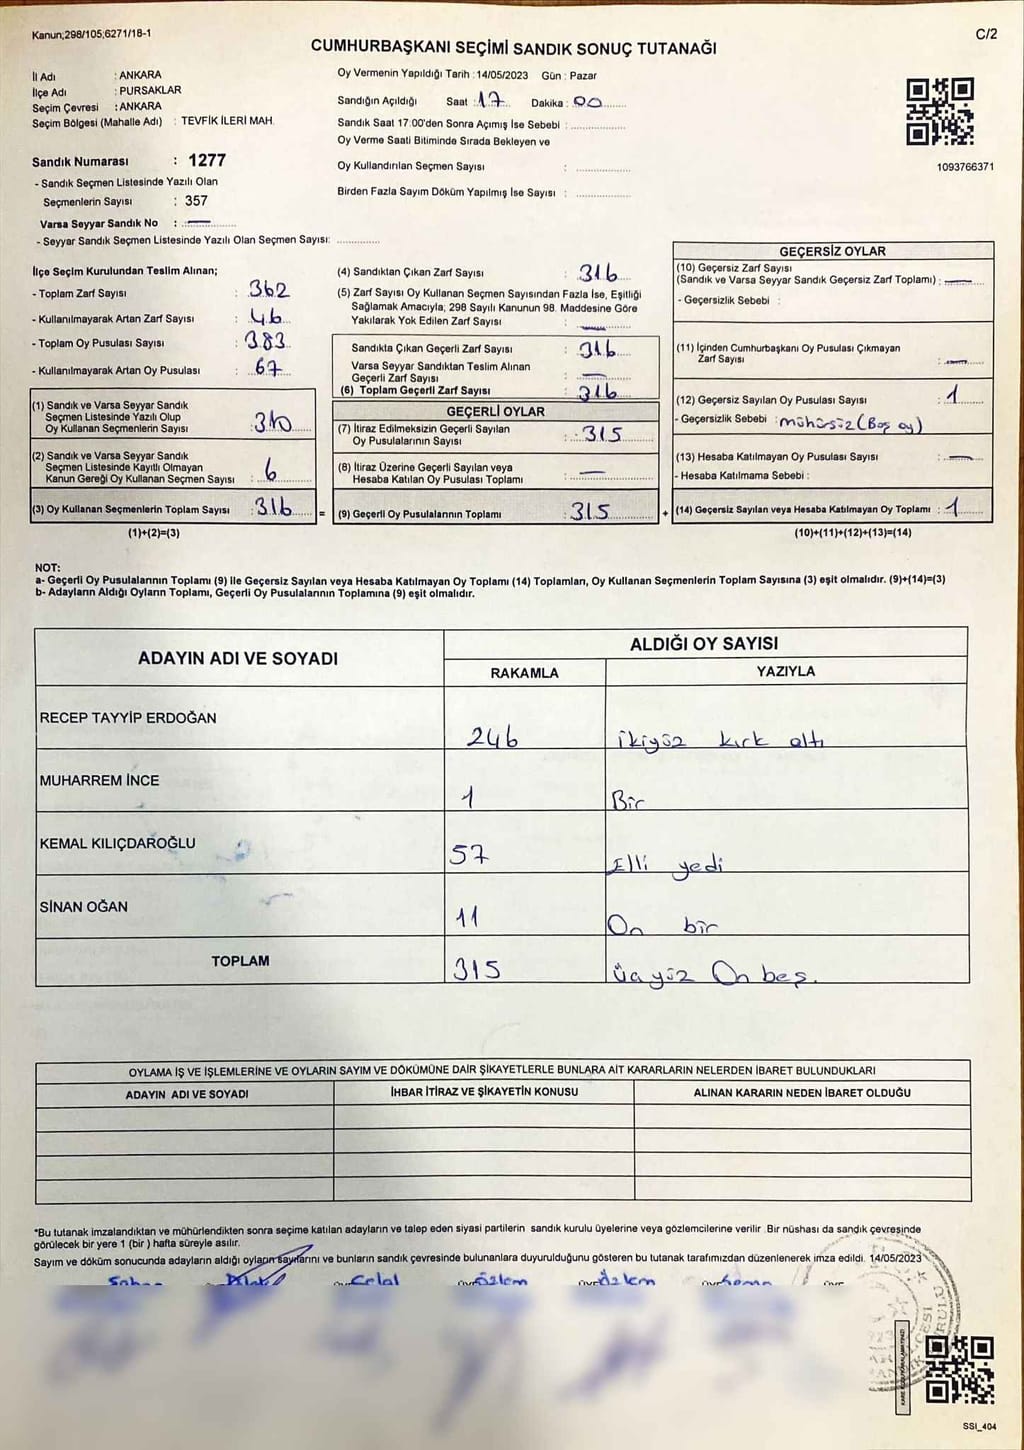 Kanun;298/105;6271/18-1
C/2
CUMHURBAŞKANI SEÇİMİ SANDIK SONUÇ TUTANAĞI
İl Adı : ANKARA
İlçe Adı : PURSAKLAR
Seçim Çevresi : ANKARA
Seçim Bölgesi (Mahalle Adı) : TEVFİK İLERİ MAH.
Sandık Numarası : 1277
- Sandık Seçmen Listesinde Yazılı Olan
Seçmenlerin Sayısı : 357
Varsa Seyyar Sandık No : —
- Seyyar Sandık Seçmen Listesinde Yazılı Olan Seçmen Sayısı: ..............
Oy Vermenin Yapıldığı Tarih : 14/05/2023 Gün : Pazar
Sandığın Açıldığı Saat : 17 Dakika : 00
Sandık Saat 17:00'den Sonra Açımış İse Sebebi : ..................
Oy Verme Saati Bitiminde Sırada Bekleyen ve
Oy Kullandırılan Seçmen Sayısı : ..................
Birden Fazla Sayım Döküm Yapılmış İse Sayısı : ..................
1093766371
İlçe Seçim Kurulundan Teslim Alınan;
- Toplam Zarf Sayısı : 362
- Kullanılmayarak Artan Zarf Sayısı : 46
- Toplam Oy Pusulası Sayısı : 383
- Kullanılmayarak Artan Oy Pusulası : 67
(1) Sandık ve Varsa Seyyar Sandık
Seçmen Listesinde Yazılı Olup
Oy Kullanan Seçmenlerin Sayısı : 310
(2) Sandık ve Varsa Seyyar Sandık
Seçmen Listesinde Kayıtlı Olmayan
Kanun Gereği Oy Kullanan Seçmen Sayısı : 6
(3) Oy Kullanan Seçmenlerin Toplam Sayısı : 316 =
(1)+(2)=(3)
(4) Sandıktan Çıkan Zarf Sayısı : 316
(5) Zarf Sayısı Oy Kullanan Seçmen Sayısından Fazla İse, Eşitliği
Sağlamak Amacıyla; 298 Sayılı Kanunun 98. Maddesine Göre
Yakılarak Yok Edilen Zarf Sayısı : —
Sandıkta Çıkan Geçerli Zarf Sayısı : 316
Varsa Seyyar Sandıktan Teslim Alınan
Geçerli Zarf Sayısı : —
(6) Toplam Geçerli Zarf Sayısı : 316
GEÇERLİ OYLAR
(7) İtiraz Edilmeksizin Geçerli Sayılan
Oy Pusulalarının Sayısı : 315
(8) İtiraz Üzerine Geçerli Sayılan veya
Hesaba Katılan Oy Pusulası Toplamı : —
(9) Geçerli Oy Pusulalarının Toplamı : 315 +
GEÇERSİZ OYLAR
(10) Geçersiz Zarf Sayısı
(Sandık ve Varsa Seyyar Sandık Geçersiz Zarf Toplamı) : —
- Geçersizlik Sebebi :
(11) İçinden Cumhurbaşkanı Oy Pusulası Çıkmayan
Zarf Sayısı : —
(12) Geçersiz Sayılan Oy Pusulası Sayısı : 1
- Geçersizlik Sebebi : mühürsüz (Boş oy)
(13) Hesaba Katılmayan Oy Pusulası Sayısı : —
- Hesaba Katılmama Sebebi :
(14) Geçersiz Sayılan veya Hesaba Katılmayan Oy Toplamı : 1
(10)+(11)+(12)+(13)=(14)
NOT:
a- Geçerli Oy Pusulalarının Toplamı (9) ile Geçersiz Sayılan veya Hesaba Katılmayan Oy Toplamı (14) Toplamları, Oy Kullanan Seçmenlerin Toplam Sayısına (3) eşit olmalıdır. (9)+(14)=(3)
b- Adayların Aldığı Oyların Toplamı, Geçerli Oy Pusulalarının Toplamına (9) eşit olmalıdır.
ADAYIN ADI VE SOYADI
ALDIĞI OY SAYISI
RAKAMLA YAZIYLA
RECEP TAYYİP ERDOĞAN 246 ikiyüz kırk altı
MUHARREM İNCE 1 Bir
KEMAL KILIÇDAROĞLU 57 Elli yedi
SİNAN OĞAN 11 On bir
TOPLAM 315 üçyüz On beş.
OYLAMA İŞ VE İŞLEMLERİNE VE OYLARIN SAYIM VE DÖKÜMÜNE DAİR ŞİKAYETLERLE BUNLARA AİT KARARLARIN NELERDEN İBARET BULUNDUKLARI
ADAYIN ADI VE SOYADI İHBAR İTİRAZ VE ŞİKAYETİN KONUSU ALINAN KARARIN NEDEN İBARET OLDUĞU
*Bu tutanak imzalandıktan ve mühürlendikten sonra seçime katılan adayların ve talep eden siyasi partilerin sandık kurulu üyelerine veya gözlemcilerine verilir .Bir nüshası da sandık çevresinde
görülecek bir yere 1 (bir ) hafta süreyle asılır.
Sayım ve döküm sonucunda adayların aldığı oyların sayılarını ve bunların sandık çevresinde bulunanlara duyurulduğunu gösteren bu tutanak tarafımızdan düzenlenerek imza edildi. 14/05/2023
Celal Özlem Özlem
SSI_404